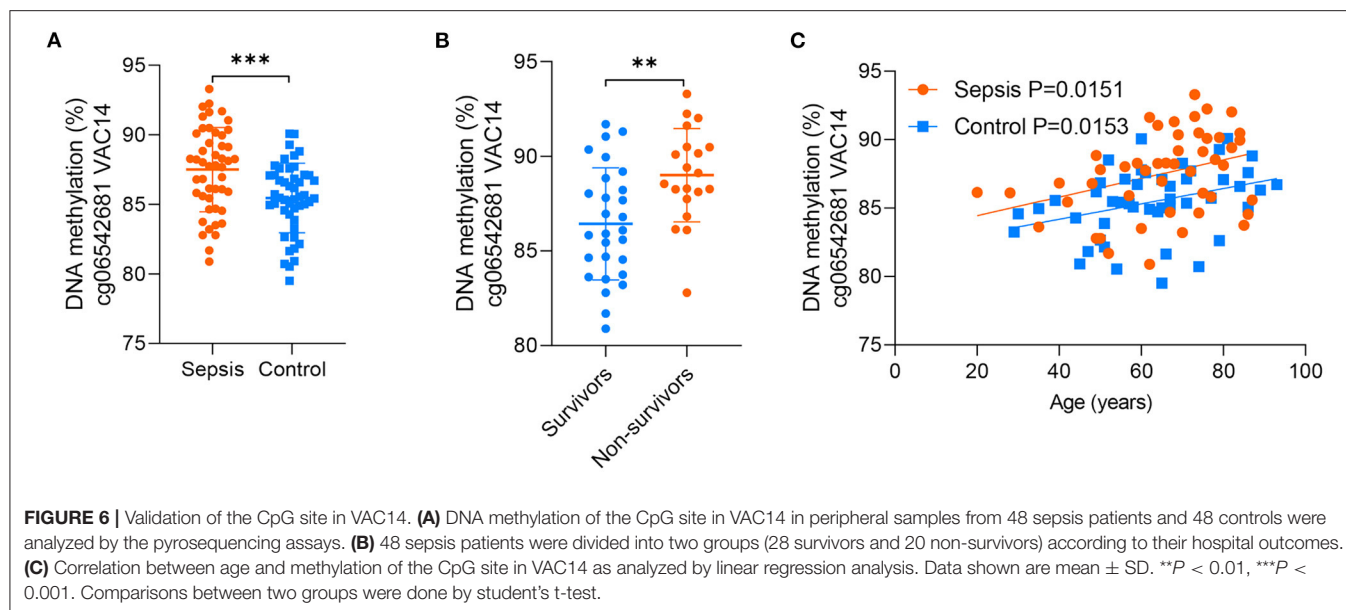 A
DNA methylation (%)
cg06542681 VAC14
95
90
85
80
75
***
Sepsis Control
B
DNA methylation (%)
cg06542681 VAC14
95
90
85
80
**
Survivors
Non-survivors
C
DNA methylation (%)
cg06542681 VAC14
95
90
85
80
75
Sepsis P=0.0151
Control P=0.0153
0 20 40 60 80 100
Age (years)
FIGURE 6 | Validation of the CpG site in VAC14. (A) DNA methylation of the CpG site in VAC14 in peripheral samples from 48 sepsis patients and 48 controls were
analyzed by the pyrosequencing assays. (B) 48 sepsis patients were divided into two groups (28 survivors and 20 non-survivors) according to their hospital outcomes.
(C) Correlation between age and methylation of the CpG site in VAC14 as analyzed by linear regression analysis. Data shown are mean ± SD. **P < 0.01, ***P <
0.001. Comparisons between two groups were done by student's t-test.